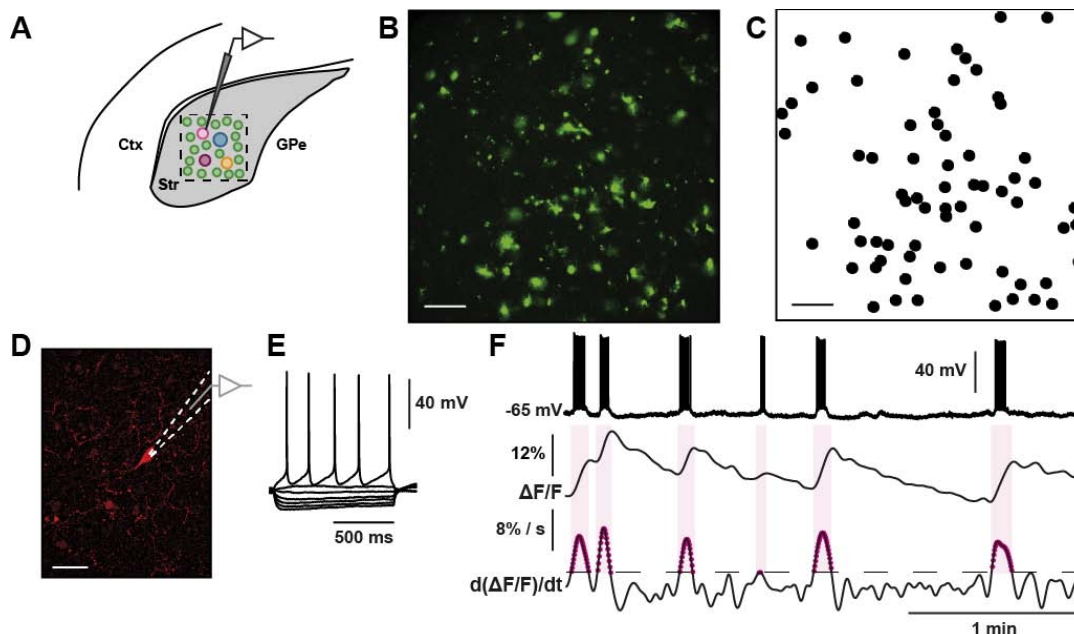 A
Ctx
Str
GPe
B
C
D
E
40 mV
500 ms
F
40 mV
-65 mV
12%
ΔF/F
8% / s
d(ΔF/F)/dt
1 min